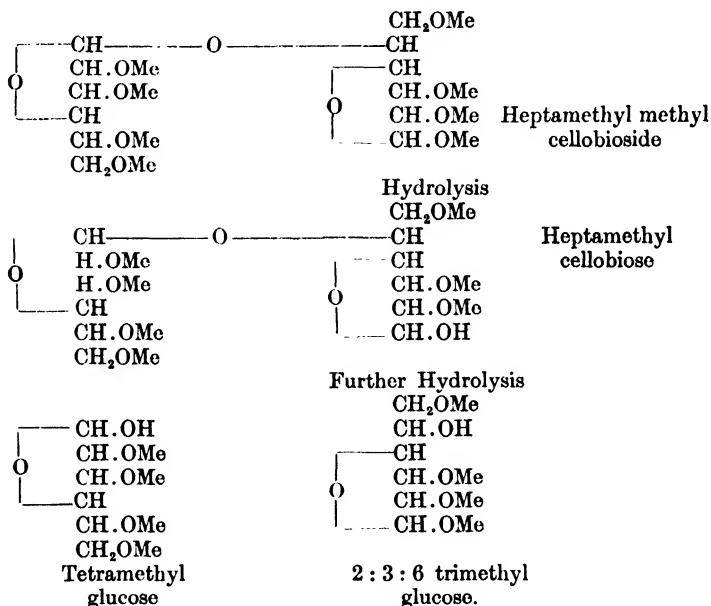 CH₂OMe
CH O CH
CH.OMe CH
O
CH.OMe CH.OMe
O
CH CH.OMe Heptamethyl methyl
CH.OMe CH.OMe cellobioside
CH₂OMe
Hydrolysis
CH₂OMe
CH O CH Heptamethyl
H.OMe CH cellobiose
O
H.OMe CH.OMe
O
CH CH.OMe
CH.OMe CH.OH
CH₂OMe
Further Hydrolysis
CH₂OMe
CH.OH CH.OH
CH.OMe CH
O
CH.OMe CH.OMe
O
CH CH.OMe
CH.OMe CH.OMe
CH₂OMe
Tetramethyl 2 : 3 : 6 trimethyl
glucose glucose.